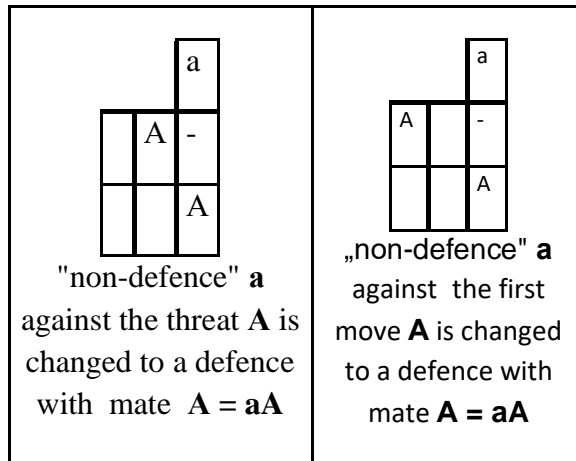 a
A -
A
"non-defence" a
against the threat A is
changed to a defence
with mate A = aA
a
A -
A
„non-defence" a
against the first
move A is changed
to a defence with
mate A = aA